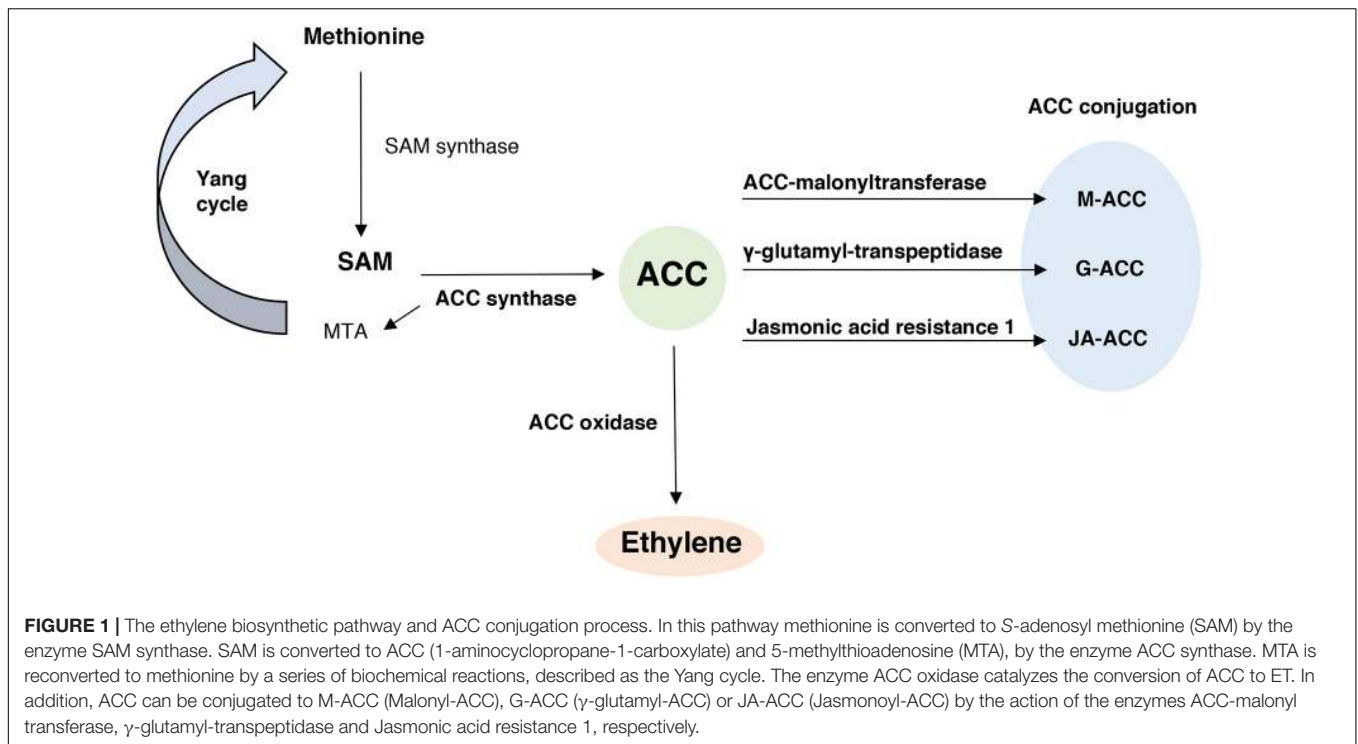 Methionine
SAM synthase
Yang
cycle
SAM
ACC synthase
MTA
ACC
ACC conjugation
ACC-malonyltransferase
M-ACC
γ-glutamyl-transpeptidase
G-ACC
Jasmonic acid resistance 1
JA-ACC
ACC oxidase
Ethylene
FIGURE 1 | The ethylene biosynthetic pathway and ACC conjugation process. In this pathway methionine is converted to S-adenosyl methionine (SAM) by the
enzyme SAM synthase. SAM is converted to ACC (1-aminocyclopropane-1-carboxylate) and 5-methylthioadenosine (MTA), by the enzyme ACC synthase. MTA is
reconverted to methionine by a series of biochemical reactions, described as the Yang cycle. The enzyme ACC oxidase catalyzes the conversion of ACC to ET. In
addition, ACC can be conjugated to M-ACC (Malonyl-ACC), G-ACC (γ-glutamyl-ACC) or JA-ACC (Jasmonoyl-ACC) by the action of the enzymes ACC-malonyl
transferase, γ-glutamyl-transpeptidase and Jasmonic acid resistance 1, respectively.